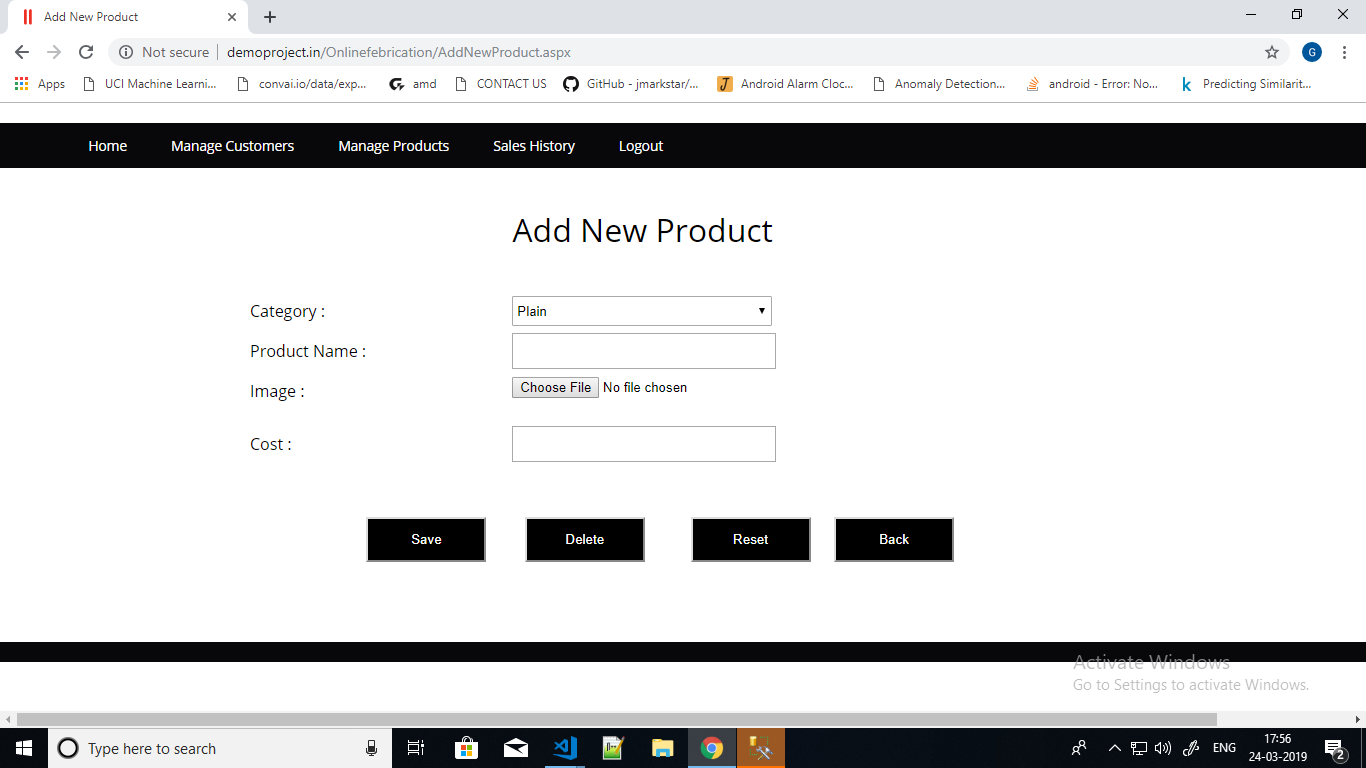 Add New Product
Not secure demoproject.in/Onlinefebrication/AddNewProduct.aspx G
Apps UCI Machine Learni... convai.io/data/exp... amd CONTACT US GitHub - jmarkstar/... Android Alarm Cloc... Anomaly Detection... android - Error: No... Predicting Similarit...
Home Manage Customers Manage Products Sales History Logout
Add New Product
Category : Plain
Product Name :
Image : Choose File No file chosen
Cost :
Save Delete Reset Back
Activate Windows
Go to Settings to activate Windows.
Type here to search ENG 17:56
24-03-2019 2